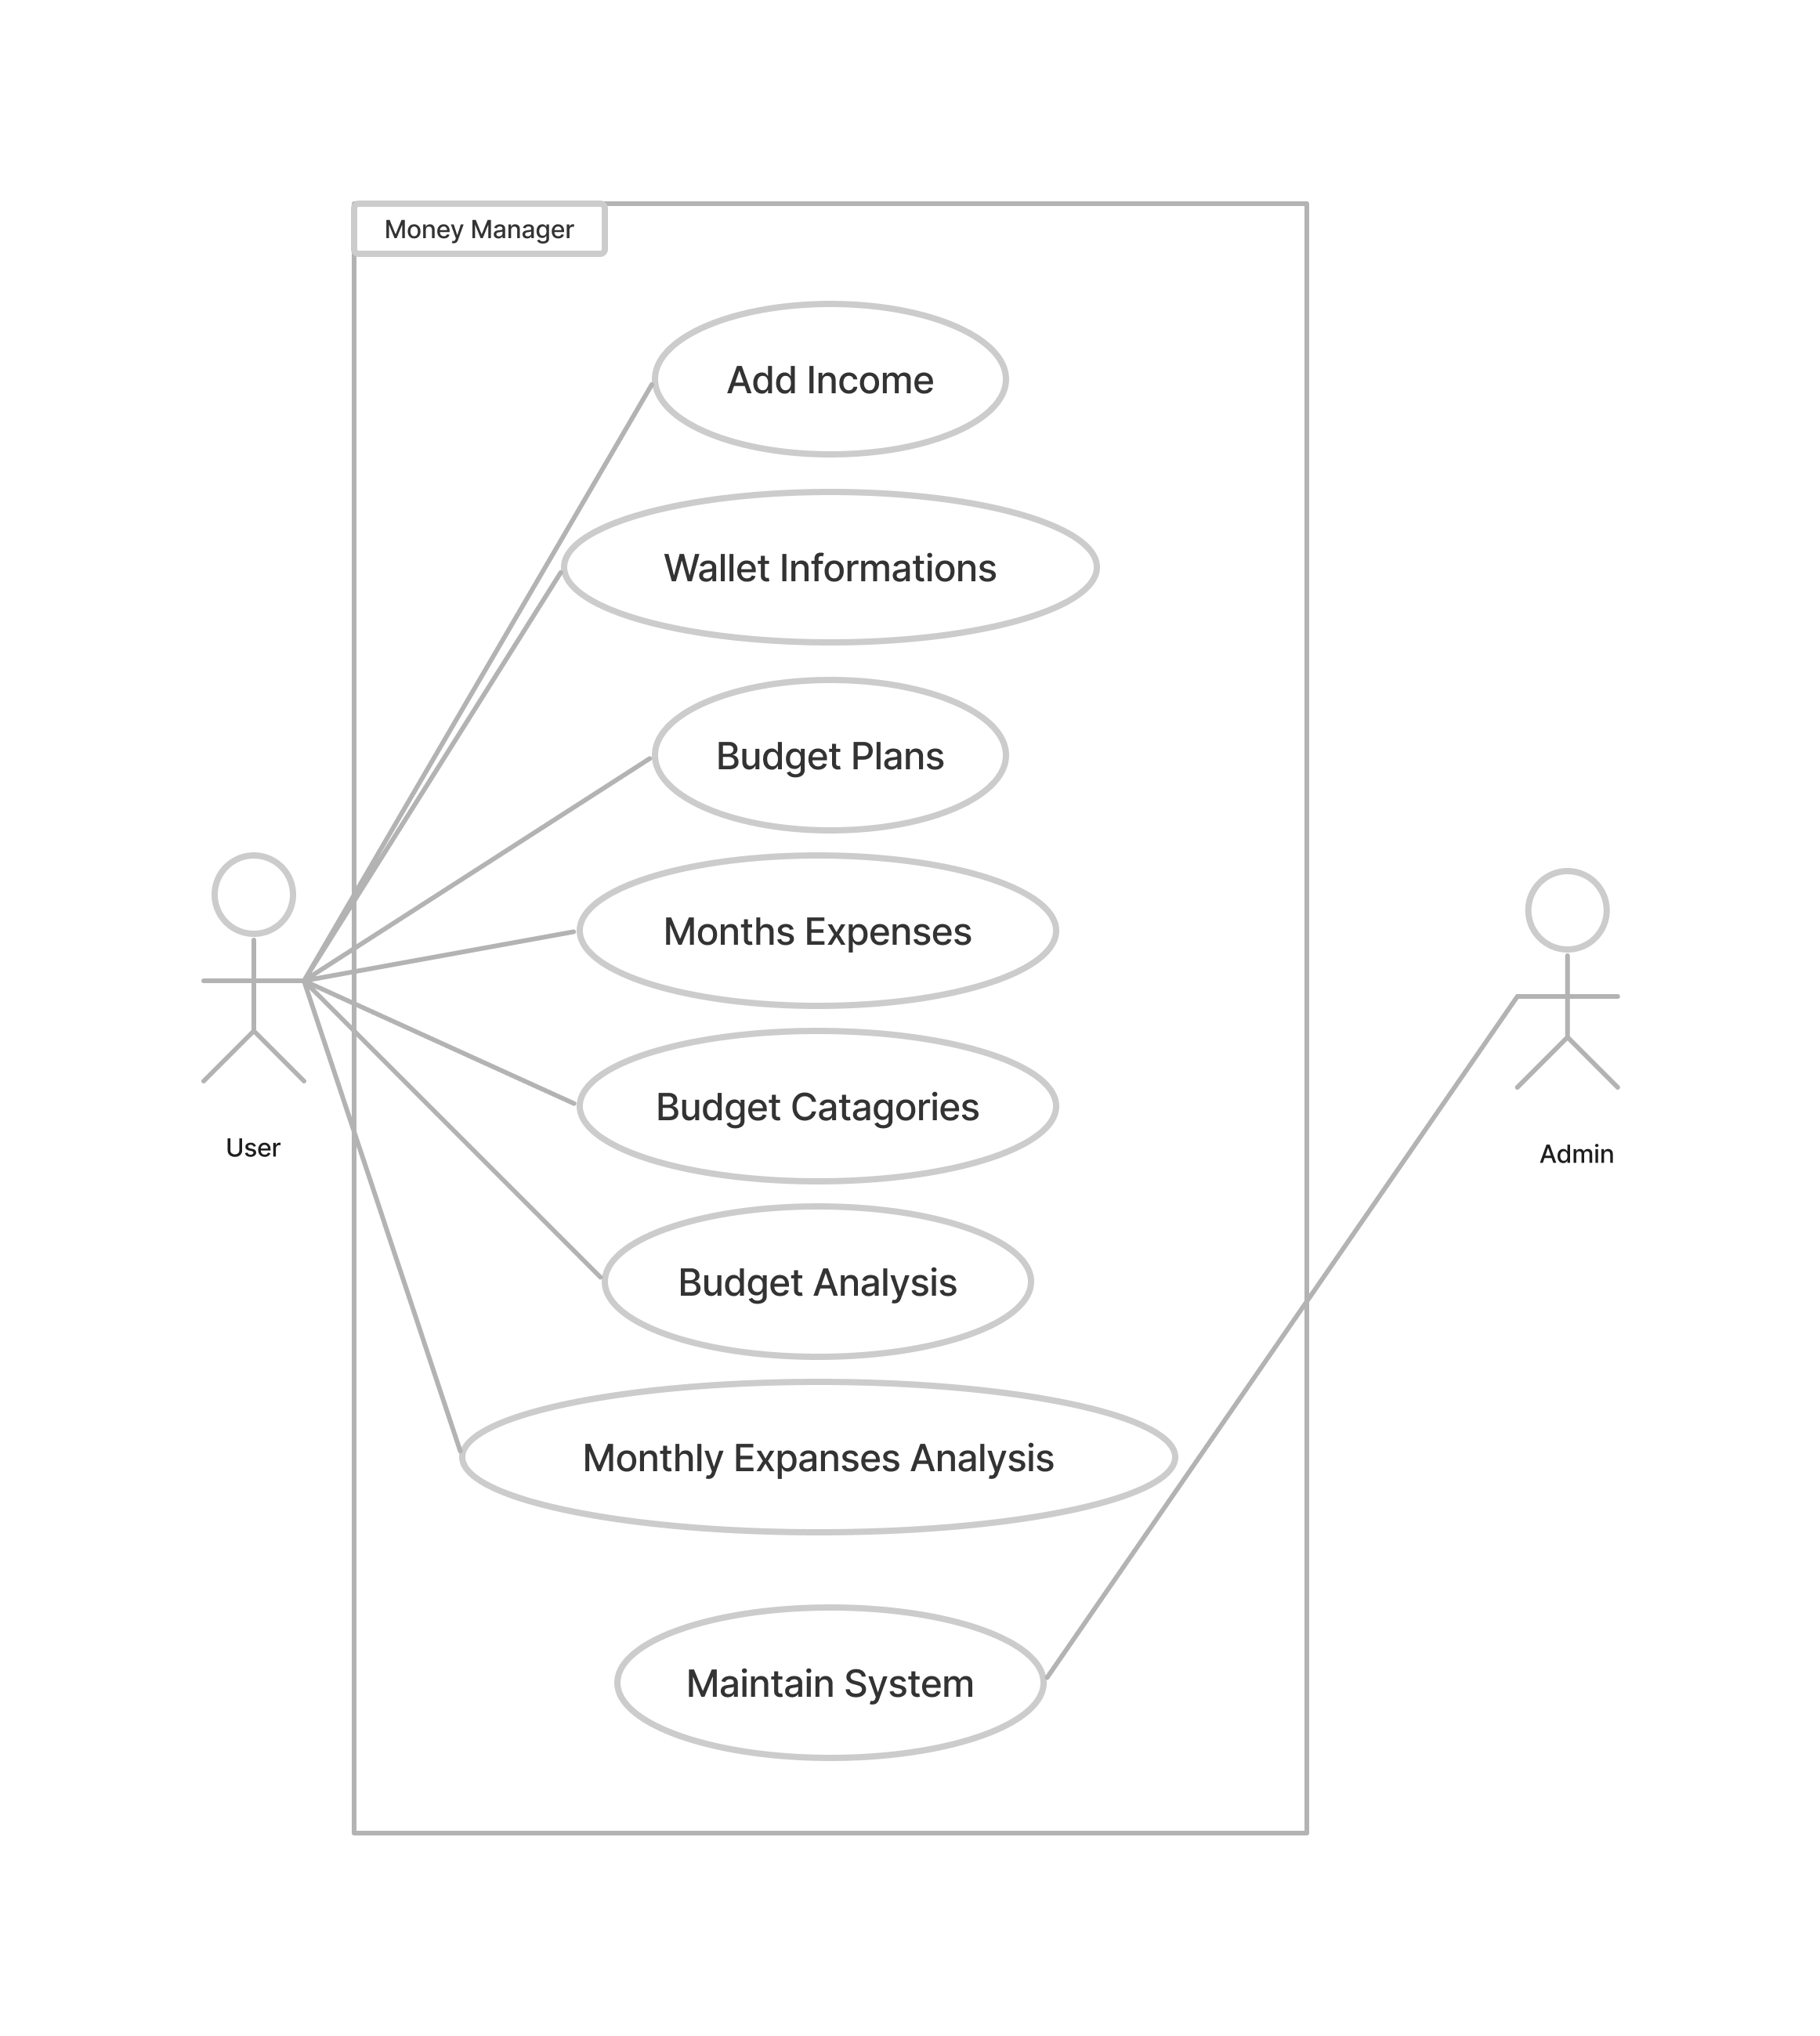 Money Manager
Add Income
Wallet Informations
Budget Plans
Months Expenses
Budget Catagories
User
Admin
Budget Analysis
Monthly Expanses Analysis
Maintain System